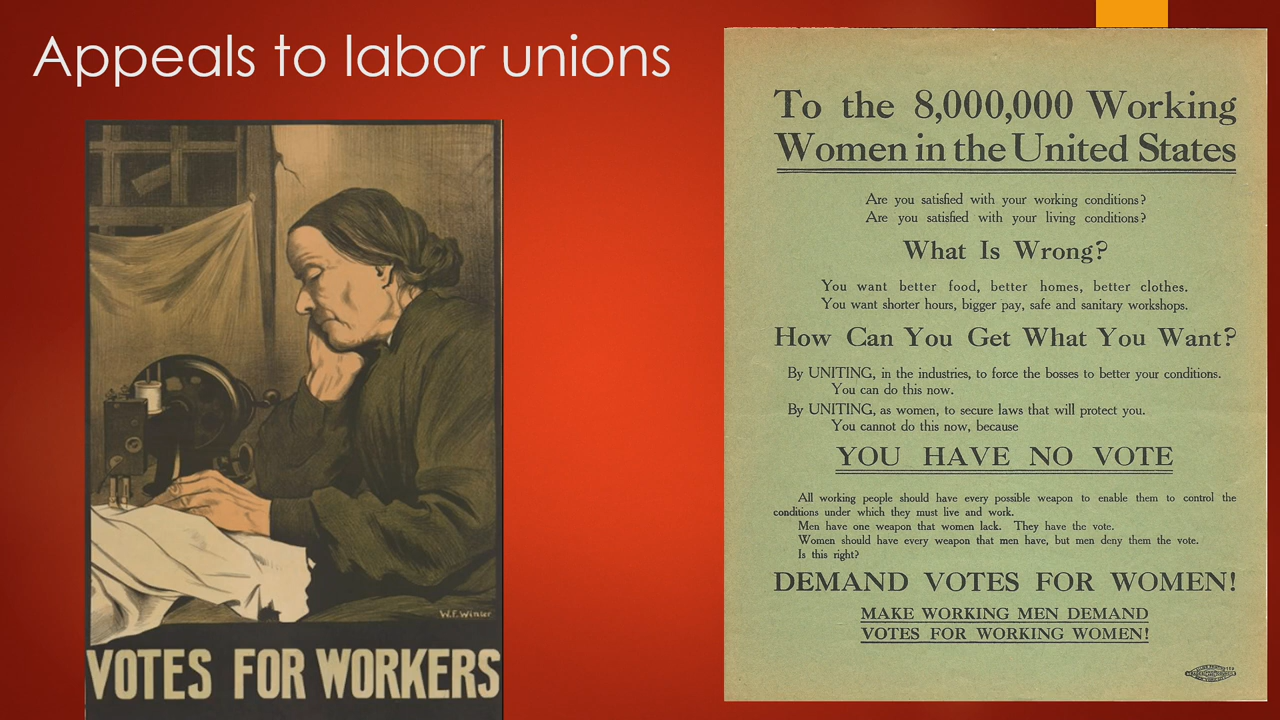 Appeals to labor unions
W.F. Winter
VOTES FOR WORKERS
To the 8,000,000 Working
Women in the United States
Are you satisfied with your working conditions?
Are you satisfied with your living conditions?
What Is Wrong?
You want better food, better homes, better clothes.
You want shorter hours, bigger pay, safe and sanitary workshops.
How Can You Get What You Want?
By UNITING, in the industries, to force the bosses to better your conditions.
You can do this now.
By UNITING, as women, to secure laws that will protect you.
You cannot do this now, because
YOU HAVE NO VOTE
All working people should have every possible weapon to enable them to control the
conditions under which they must live and work.
Men have one weapon that women lack. They have the vote.
Women should have every weapon that men have, but men deny them the vote.
Is this right?
DEMAND VOTES FOR WOMEN!
MAKE WORKING MEN DEMAND
VOTES FOR WORKING WOMEN!